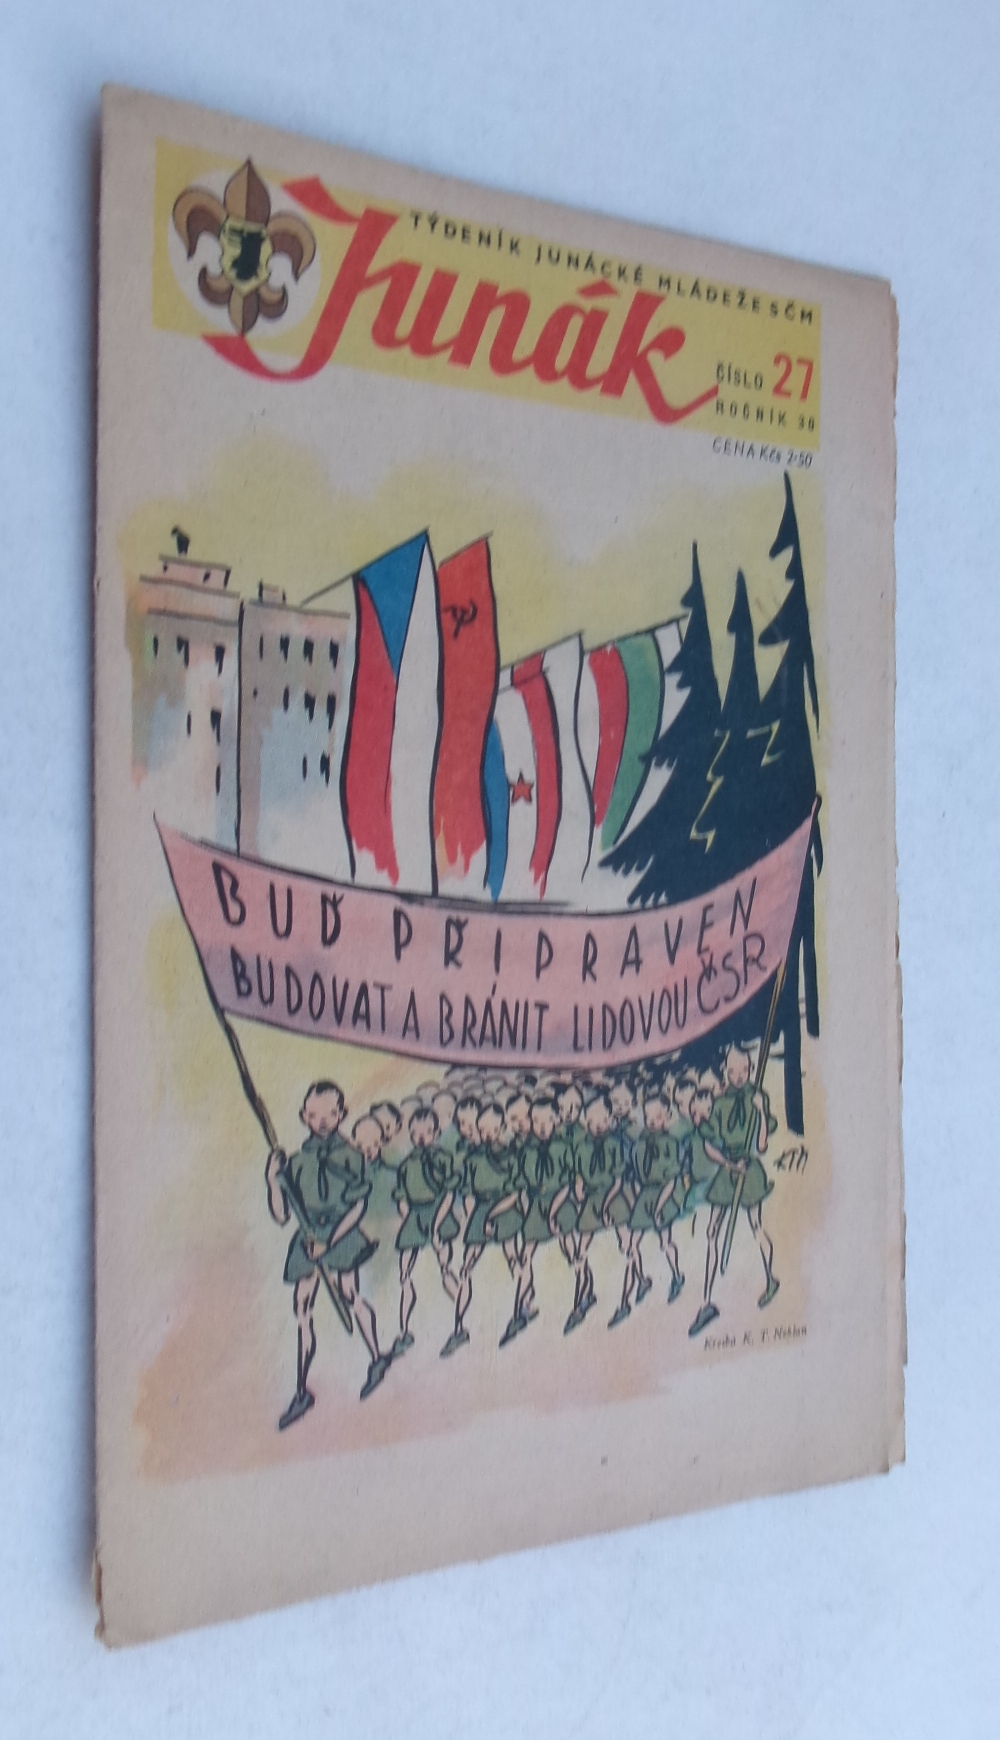 TÝDENÍK JUNÁCKÉ MLÁDEŽE SČM
Junák
ČÍSLO 27
ROČNÍK 30
CENA Kčs 2·50
BUĎ PŘIPRAVEN
BUDOVAT A BRÁNIT LIDOVOU ČSR
Kresba K. T.